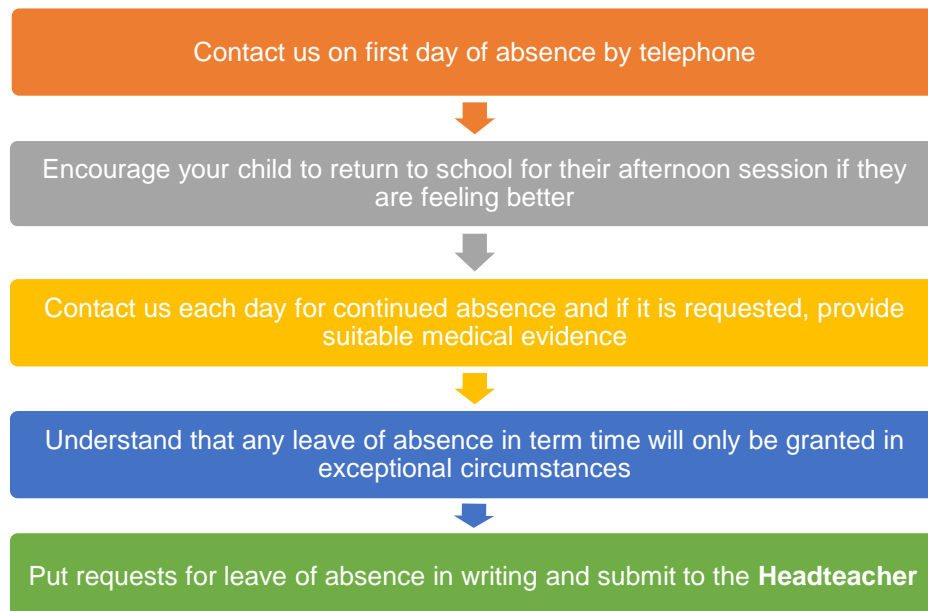 Contact us on first day of absence by telephone
Encourage your child to return to school for their afternoon session if they
are feeling better
Contact us each day for continued absence and if it is requested, provide
suitable medical evidence
Understand that any leave of absence in term time will only be granted in
exceptional circumstances
Put requests for leave of absence in writing and submit to the Headteacher